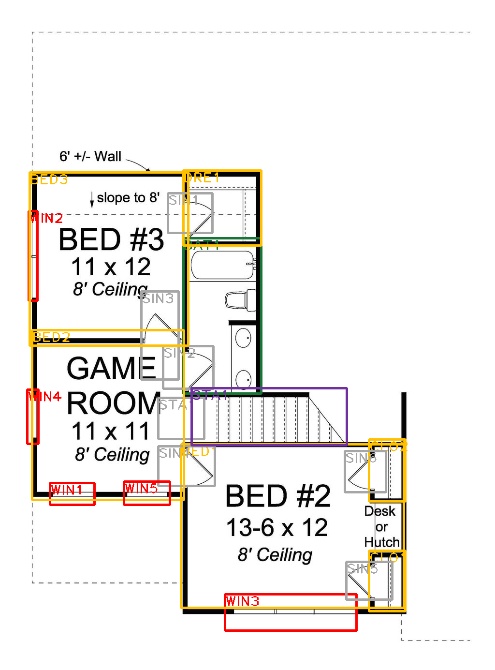 6' +/- Wall
BED3
DRE1
slope to 8'
SIN1
WIN2
BED #3
11 x 12
8' Ceiling
SIN3
BED2
SIN2
GAME
ROOM
11 x 11
8' Ceiling
WIN4
STA
STA1
SIN4
BED1
SIN6
WIN1
WIN5
BED #2
13-6 x 12
8' Ceiling
Desk
or
Hutch
SIN5
WIN3